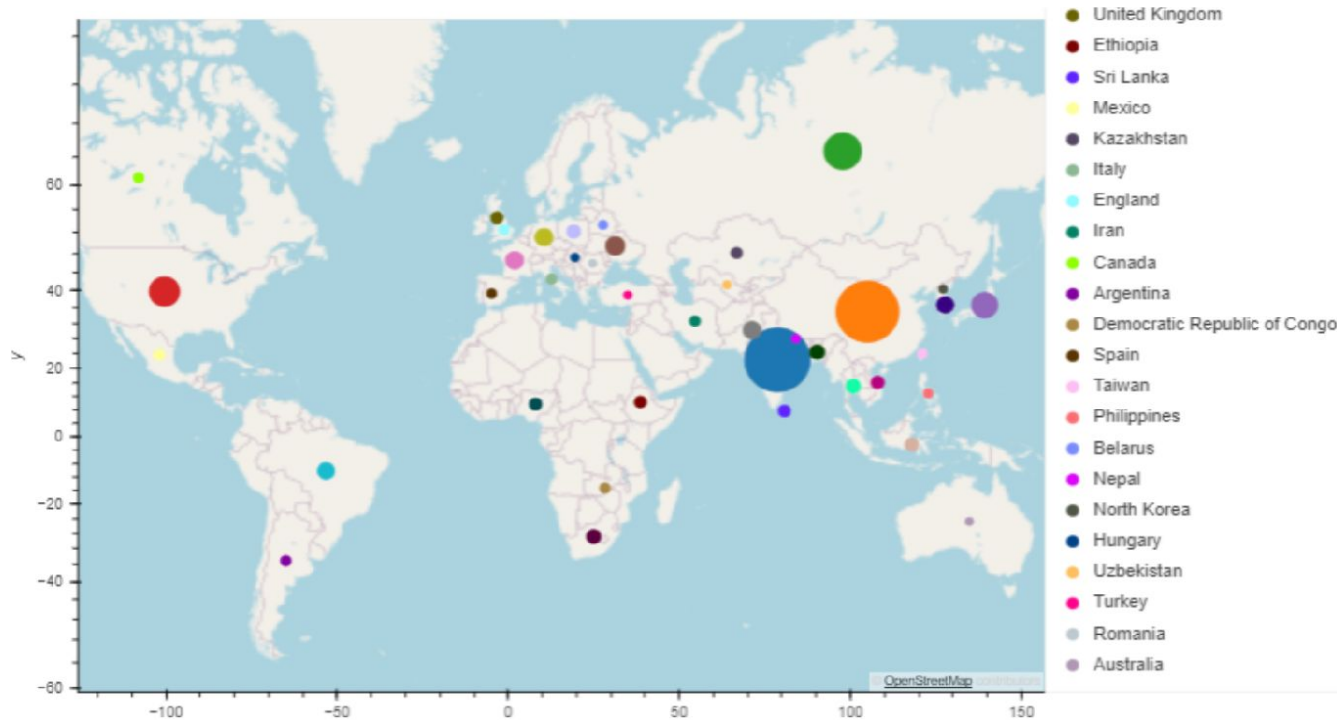 United Kingdom
Ethiopia
Sri Lanka
Mexico
Kazakhstan
Italy
England
Iran
Canada
Argentina
Democratic Republic of Congo
Spain
Taiwan
Philippines
Belarus
Nepal
North Korea
Hungary
Uzbekistan
Turkey
Romania
Australia
y
60
40
20
0
−20
−40
−60
© OpenStreetMap contributors
−100
−50
0
50
100
150